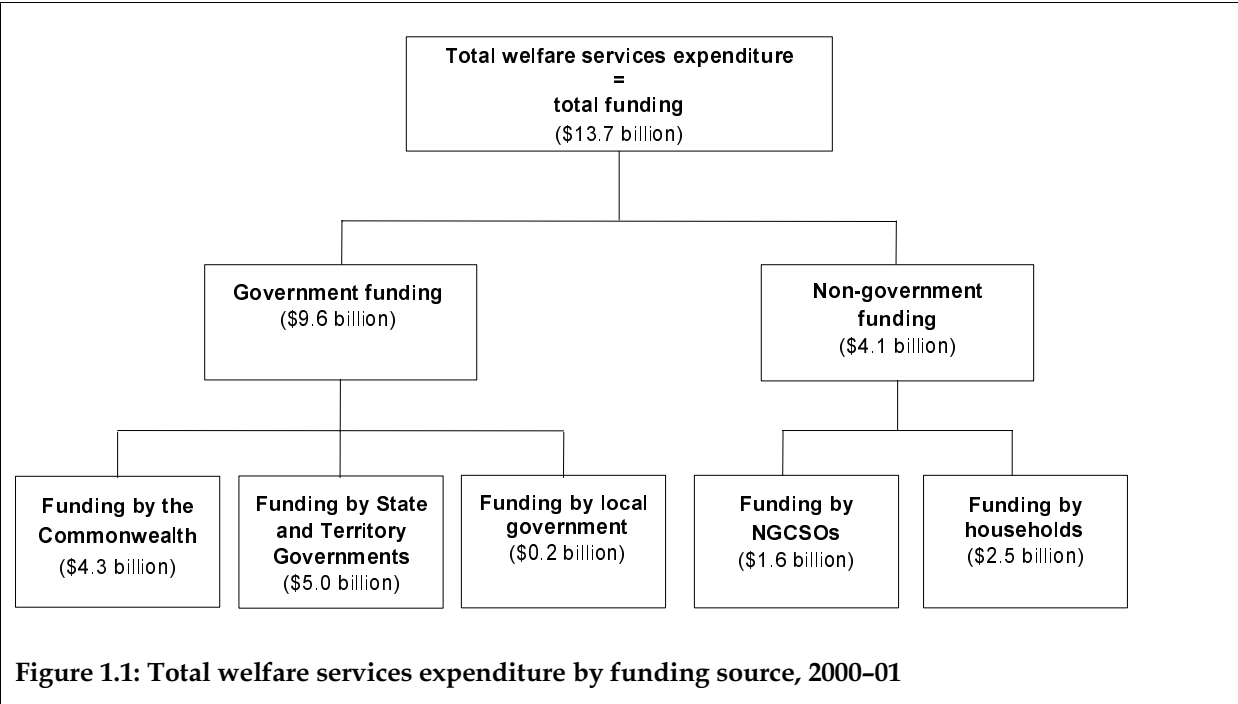 Total welfare services expenditure
=
total funding
($13.7 billion)
Government funding
($9.6 billion)
Non-government
funding
($4.1 billion)
Funding by the
Commonwealth
($4.3 billion)
Funding by State
and Territory
Governments
($5.0 billion)
Funding by local
government
($0.2 billion)
Funding by
NGCSOs
($1.6 billion)
Funding by
households
($2.5 billion)
Figure 1.1: Total welfare services expenditure by funding source, 2000–01